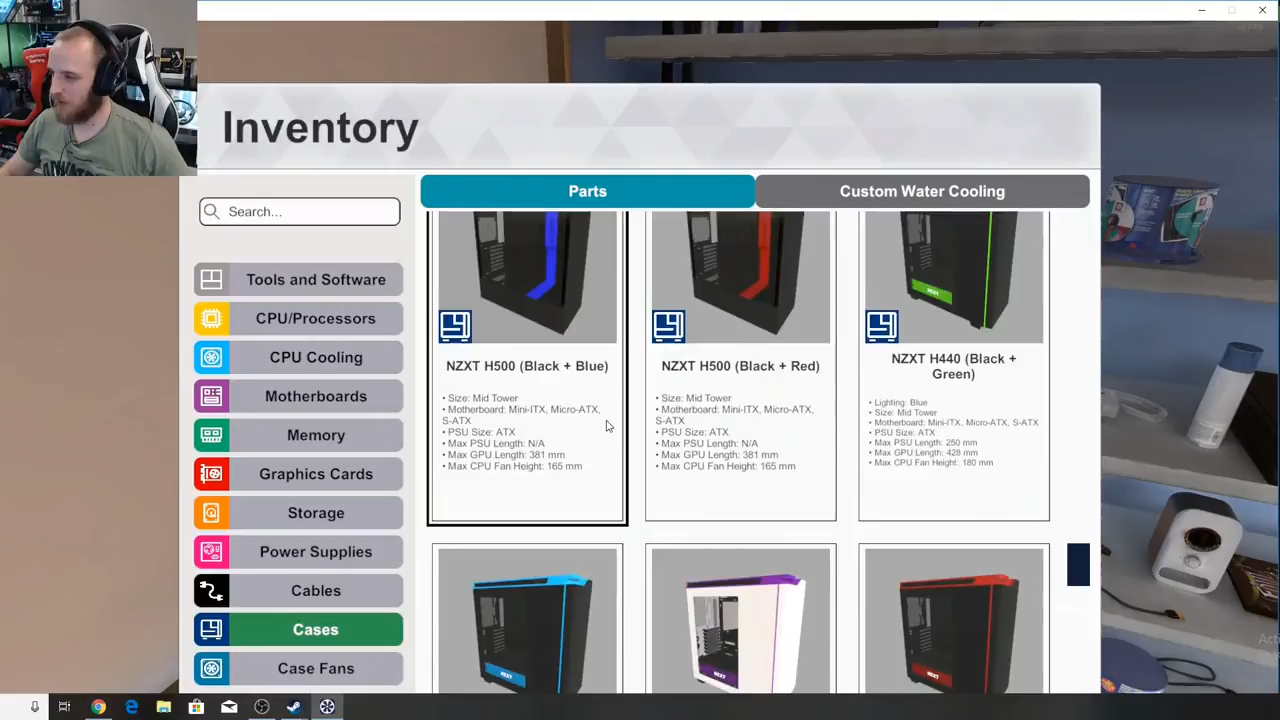 Inventory
Parts
Custom Water Cooling
Search...
Tools and Software
CPU/Processors
CPU Cooling
Motherboards
Memory
Graphics Cards
Storage
Power Supplies
Cables
Cases
Case Fans
NZXT H500 (Black + Blue)
• Size: Mid Tower
• Motherboard: Mini-ITX, Micro-ATX,
S-ATX
• PSU Size: ATX
• Max PSU Length: N/A
• Max GPU Length: 381 mm
• Max CPU Fan Height: 165 mm
NZXT H500 (Black + Red)
• Size: Mid Tower
• Motherboard: Mini-ITX, Micro-ATX,
S-ATX
• PSU Size: ATX
• Max PSU Length: N/A
• Max GPU Length: 381 mm
• Max CPU Fan Height: 165 mm
NZXT
NZXT H440 (Black +
Green)
• Lighting: Blue
• Size: Mid Tower
• Motherboard: Mini-ITX, Micro-ATX, S-ATX
• PSU Size: ATX
• Max PSU Length: 250 mm
• Max GPU Length: 428 mm
• Max CPU Fan Height: 180 mm
NZXT
NZXT
NZXT